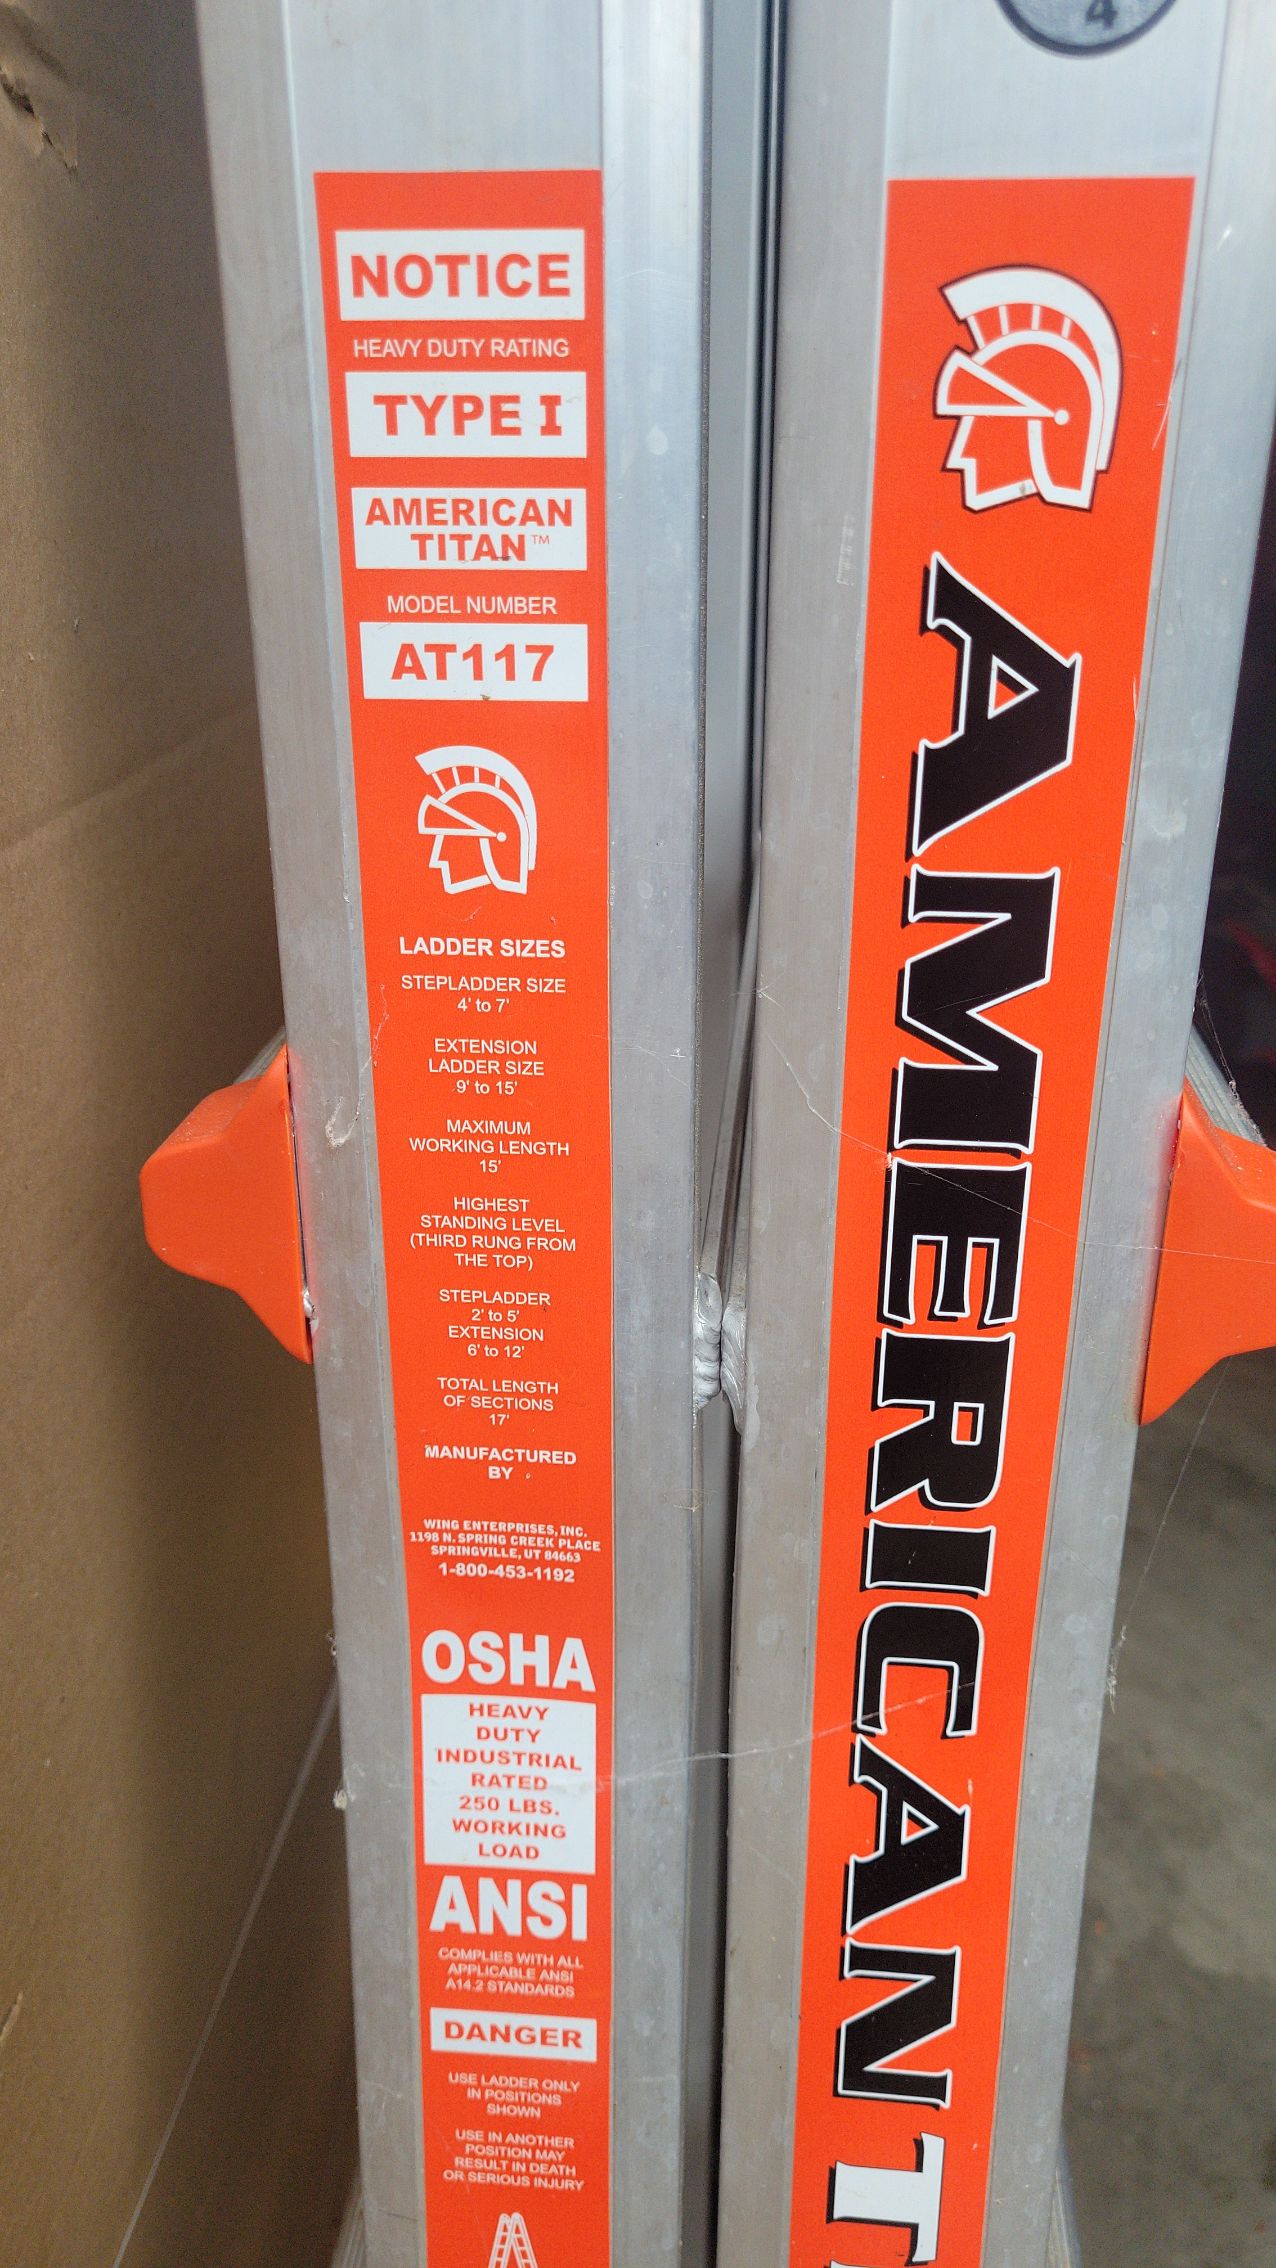 NOTICE
HEAVY DUTY RATING
TYPE I
AMERICAN
TITAN™
MODEL NUMBER
AT117
LADDER SIZES
STEPLADDER SIZE
4' to 7'
EXTENSION
LADDER SIZE
9' to 15'
MAXIMUM
WORKING LENGTH
15'
HIGHEST
STANDING LEVEL
(THIRD RUNG FROM
THE TOP)
STEPLADDER
2' to 5'
EXTENSION
6' to 12'
TOTAL LENGTH
OF SECTIONS
17'
MANUFACTURED
BY
WING ENTERPRISES, INC.
1198 N. SPRING CREEK PLACE
SPRINGVILLE, UT 84663
1-800-453-1192
OSHA
HEAVY
DUTY
INDUSTRIAL
RATED
250 LBS.
WORKING
LOAD
ANSI
COMPLIES WITH ALL
APPLICABLE ANSI
A14.2 STANDARDS
DANGER
USE LADDER ONLY
IN POSITIONS
SHOWN
USE IN ANOTHER
POSITION MAY
RESULT IN DEATH
OR SERIOUS INJURY
4
AMERICAN T